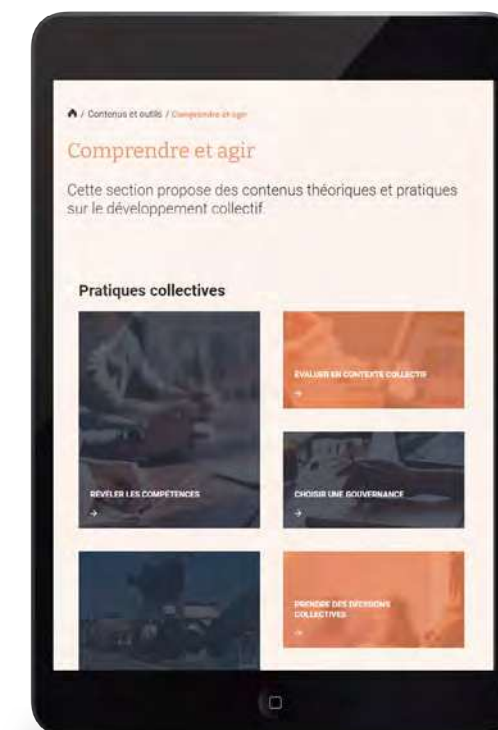 / Contenus et outils / Comprendre et agir
Comprendre et agir
Cette section propose des contenus théoriques et pratiques
sur le développement collectif.
Pratiques collectives
RÉVÉLER LES COMPÉTENCES
ÉVALUER EN CONTEXTE COLLECTIF
CHOISIR UNE GOUVERNANCE
PRENDRE DES DÉCISIONS
COLLECTIVES